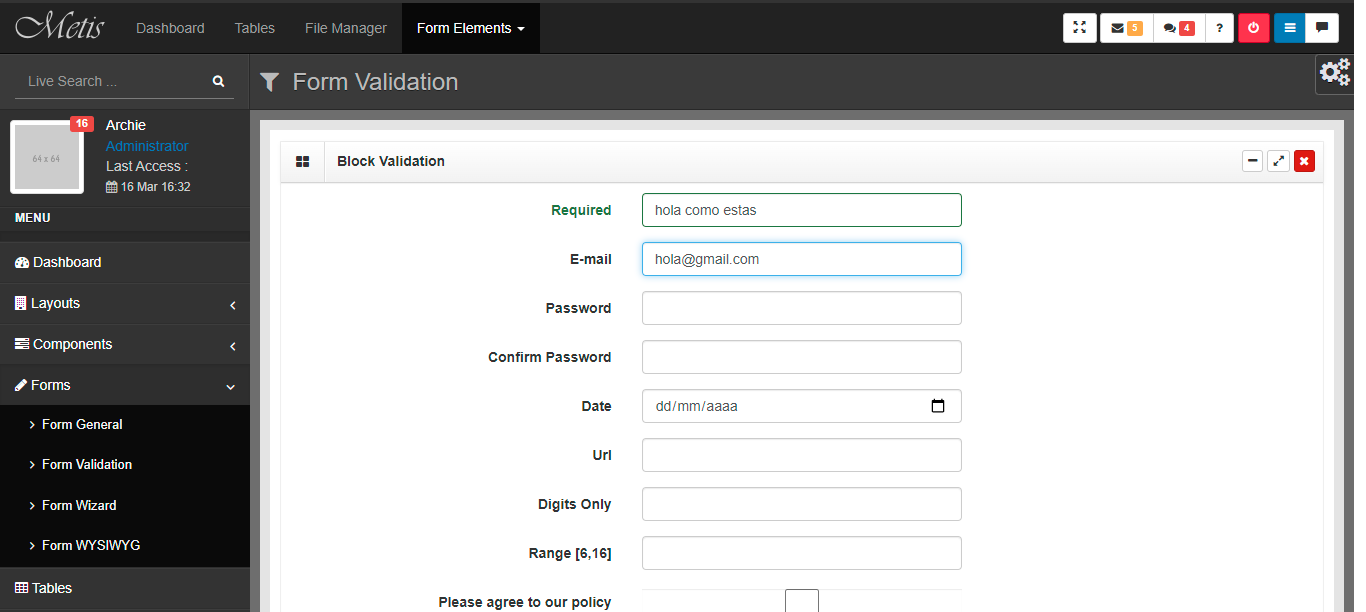 Metis Dashboard Tables File Manager Form Elements 5 4 ?
Live Search ...
Form Validation
16
64 x 64
Archie
Administrator
Last Access :
16 Mar 16:32
MENU
Dashboard
Layouts
Components
Forms
Form General
Form Validation
Form Wizard
Form WYSIWYG
Tables
Block Validation
Required hola como estas
E-mail hola@gmail.com
Password
Confirm Password
Date dd/mm/aaaa
Url
Digits Only
Range [6,16]
Please agree to our policy